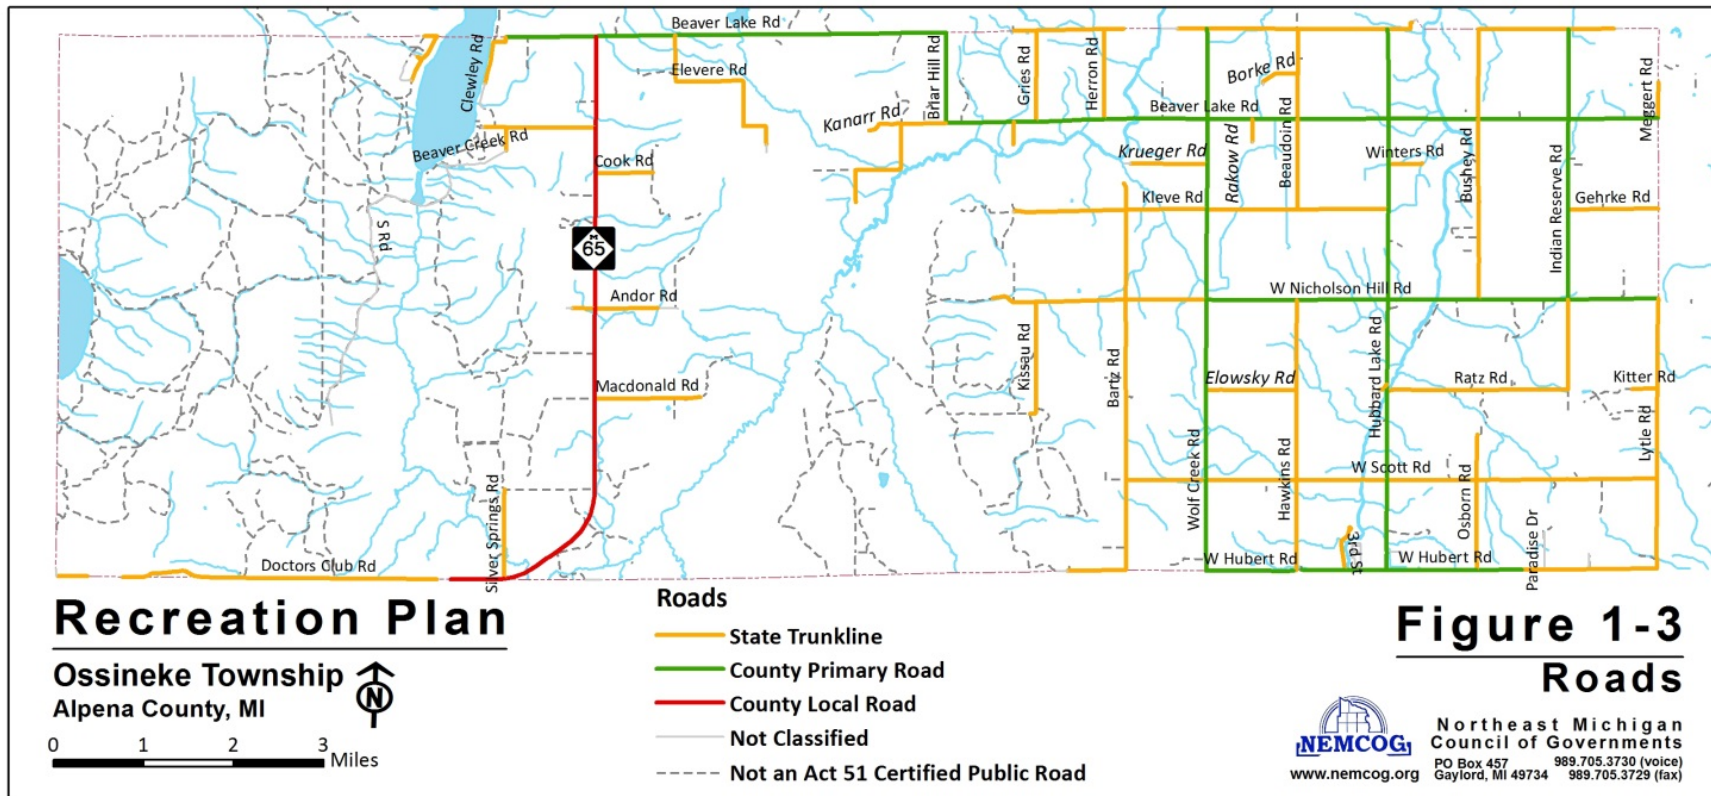 Beaver Lake Rd
Clewley Rd
Elevere Rd
Briar Hill Rd
Gries Rd
Herron Rd
Borke Rd
Meggert Rd
Kanarr Rd
Beaver Lake Rd
Beaver Creek Rd
Cook Rd
Krueger Rd
Rakow Rd
Beaudoin Rd
Winters Rd
Bushey Rd
Indian Reserve Rd
Kleve Rd
Gehrke Rd
S Rd
M
65
Andor Rd
W Nicholson Hill Rd
Kissau Rd
Bartz Rd
Hubbard Lake Rd
Macdonald Rd
Elowsky Rd
Ratz Rd
Kitter Rd
Lytle Rd
Wolf Creek Rd
Hawkins Rd
W Scott Rd
Osborn Rd
Silver Springs Rd
Paradise Dr
3rd St
Doctors Club Rd
W Hubert Rd
W Hubert Rd
Recreation Plan
Ossineke Township
Alpena County, MI
N
0 1 2 3
Miles
Roads
State Trunkline
County Primary Road
County Local Road
Not Classified
Not an Act 51 Certified Public Road
Figure 1-3
Roads
NEMCOG
www.nemcog.org
Northeast Michigan
Council of Governments
PO Box 457 989.705.3730 (voice)
Gaylord, MI 49734 989.705.3729 (fax)